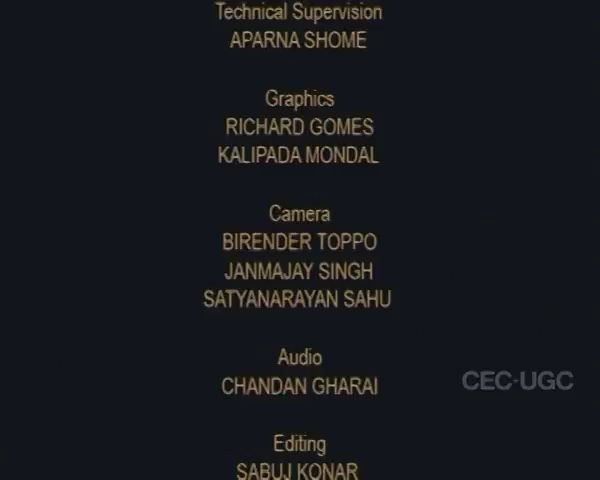 Technical Supervision
APARNA SHOME
Graphics
RICHARD GOMES
KALIPADA MONDAL
Camera
BIRENDER TOPPO
JANMAJAY SINGH
SATYANARAYAN SAHU
Audio
CHANDAN GHARAI
CEC-UGC
Editing
SABUJ KONAR